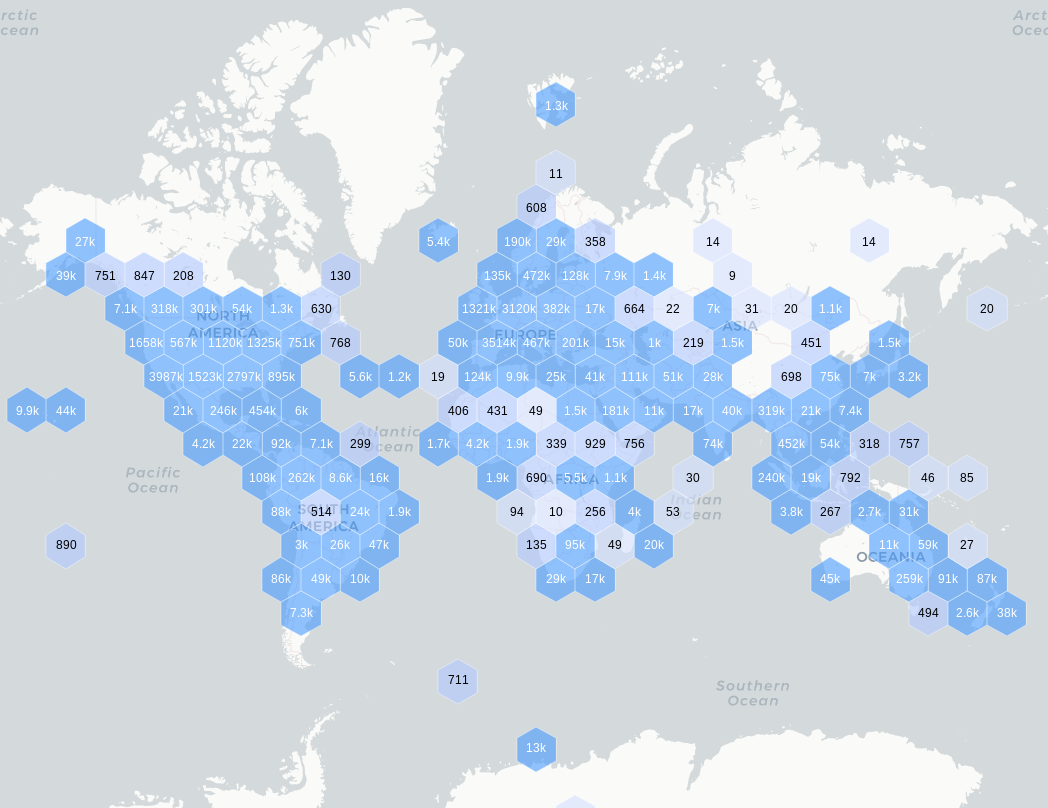 rctic
cean
Arct
Ocea
1.3k
11
608
27k
5.4k
190k 29k 358
14
14
39k 751 847 208
130
135k 472k 128k 7.9k 1.4k
9
7.1k 318k 301k 54k 1.3k 630
1321k 3120k 382k 17k 664 22 7k 31 20 1.1k
20
NORTH
AMERICA
EUROPE
ASIA
1658k 567k 1120k 1325k 751k 768
50k 3514k 467k 201k 15k 1k 219 1.5k
451
1.5k
3987k 1523k 2797k 895k
5.6k 1.2k 19 124k 9.9k 25k 41k 111k 51k 28k
698 75k 7k 3.2k
9.9k 44k
21k 246k 454k 6k
406 431 49 1.5k 181k 11k 17k 40k 319k 21k 7.4k
Atlantic
Ocean
4.2k 22k 92k 7.1k 299
1.7k 4.2k 1.9k 339 929 756
74k
452k 54k 318 757
Pacific
Ocean
108k 262k 8.6k 16k
1.9k 690 5.5k 1.1k
AFRICA
30
240k 19k 792
46 85
Indian
Ocean
88k 514 24k 1.9k
SOUTH
AMERICA
94 10 256 4k 53
3.8k 267 2.7k 31k
890
3k 26k 47k
135 95k 49 20k
11k 59k 27
OCEANIA
86k 49k 10k
29k 17k
45k
259k 91k 87k
7.3k
494 2.6k 38k
711
Southern
Ocean
13k